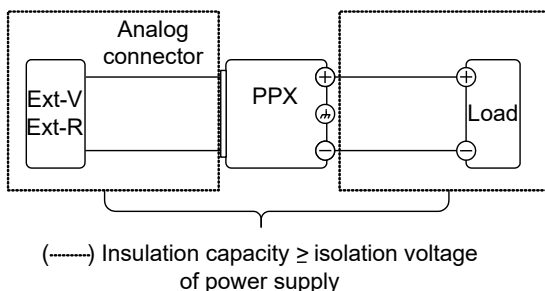 Analog
connector
Ext-V
Ext-R
PPX
Load
+
-
+
-
(--------) Insulation capacity ≥ isolation voltage
of power supply